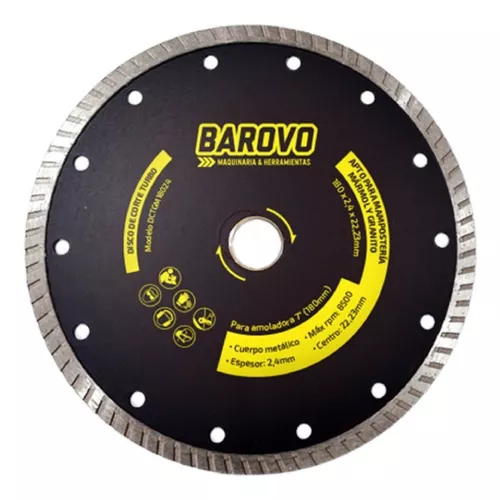 BAROVO
MAQUINARIA & HERRAMIENTAS
DISCO DE CORTE TURBO
Modelo DCTGM18024
APTO PARA MAMPOSTERÍA
MÁRMOL Y GRANITO
180 X 2,4 X 22,23mm
Para amoladora 7" (180mm)
• Cuerpo metálico • Máx rpm: 8500
• Espesor: 2,4mm • Centro: 22,23mm